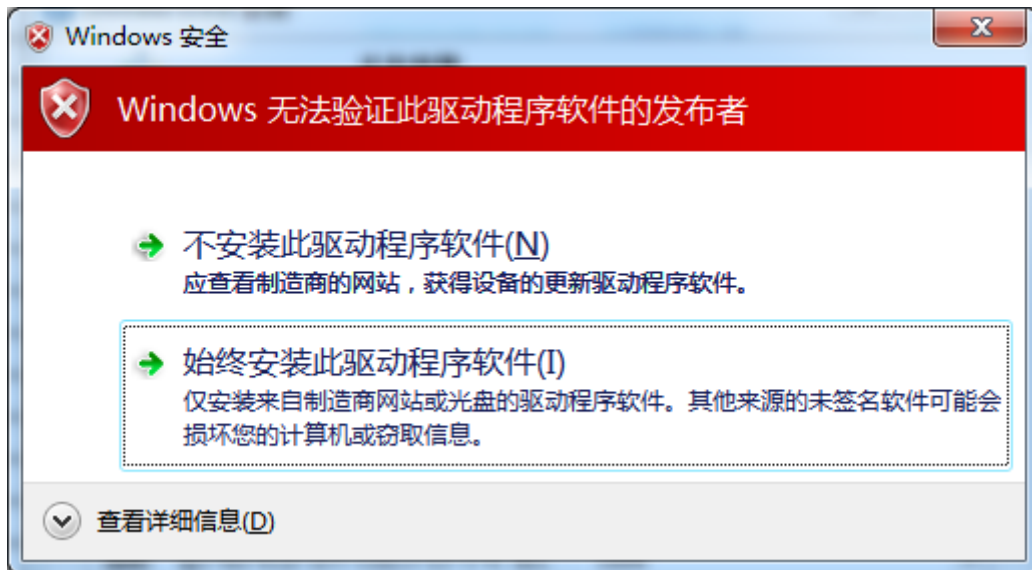 Windows 安全
Windows 无法验证此驱动程序软件的发布者
不安装此驱动程序软件(N)
应查看制造商的网站，获得设备的更新驱动程序软件。
始终安装此驱动程序软件(I)
仅安装来自制造商网站或光盘的驱动程序软件。其他来源的未签名软件可能会
损坏您的计算机或窃取信息。
查看详细信息(D)